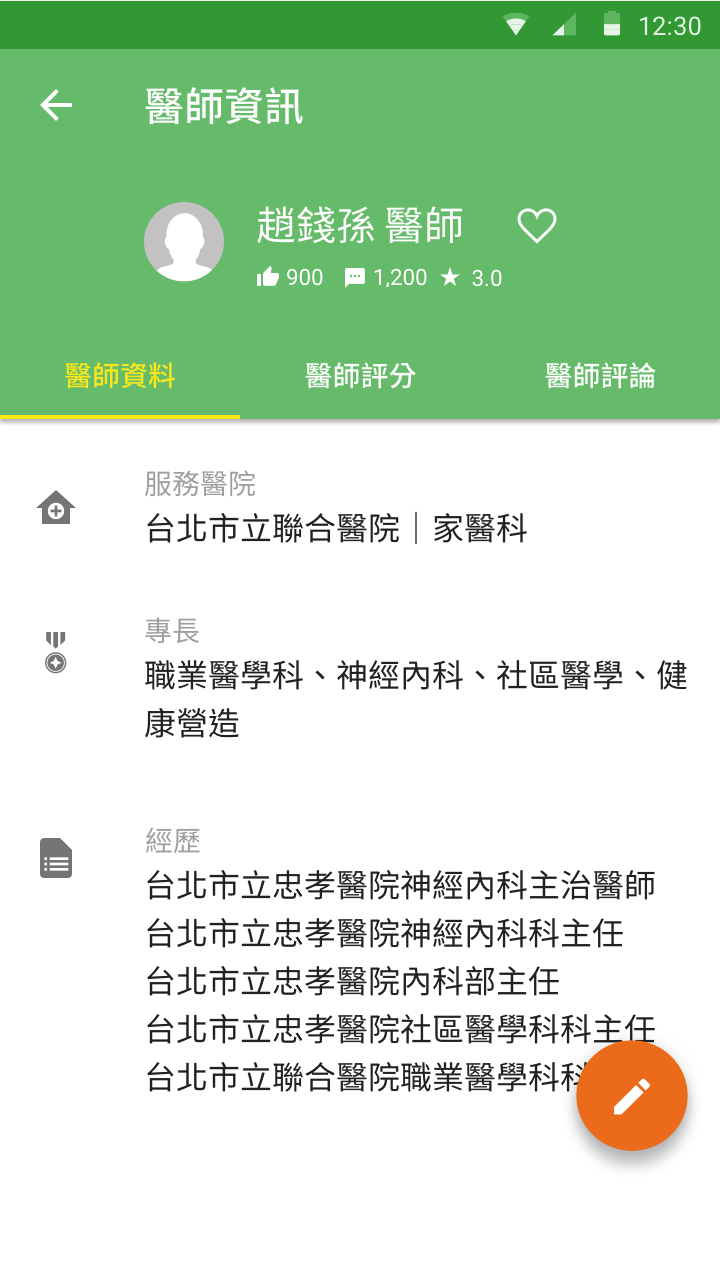 12:30
醫師資訊
趙錢孫 醫師
900 1,200 3.0
醫師資料 醫師評分 醫師評論
服務醫院
台北市立聯合醫院｜家醫科
專長
職業醫學科、神經內科、社區醫學、健
康營造
經歷
台北市立忠孝醫院神經內科主治醫師
台北市立忠孝醫院神經內科科主任
台北市立忠孝醫院內科部主任
台北市立忠孝醫院社區醫學科科主任
台北市立聯合醫院職業醫學科